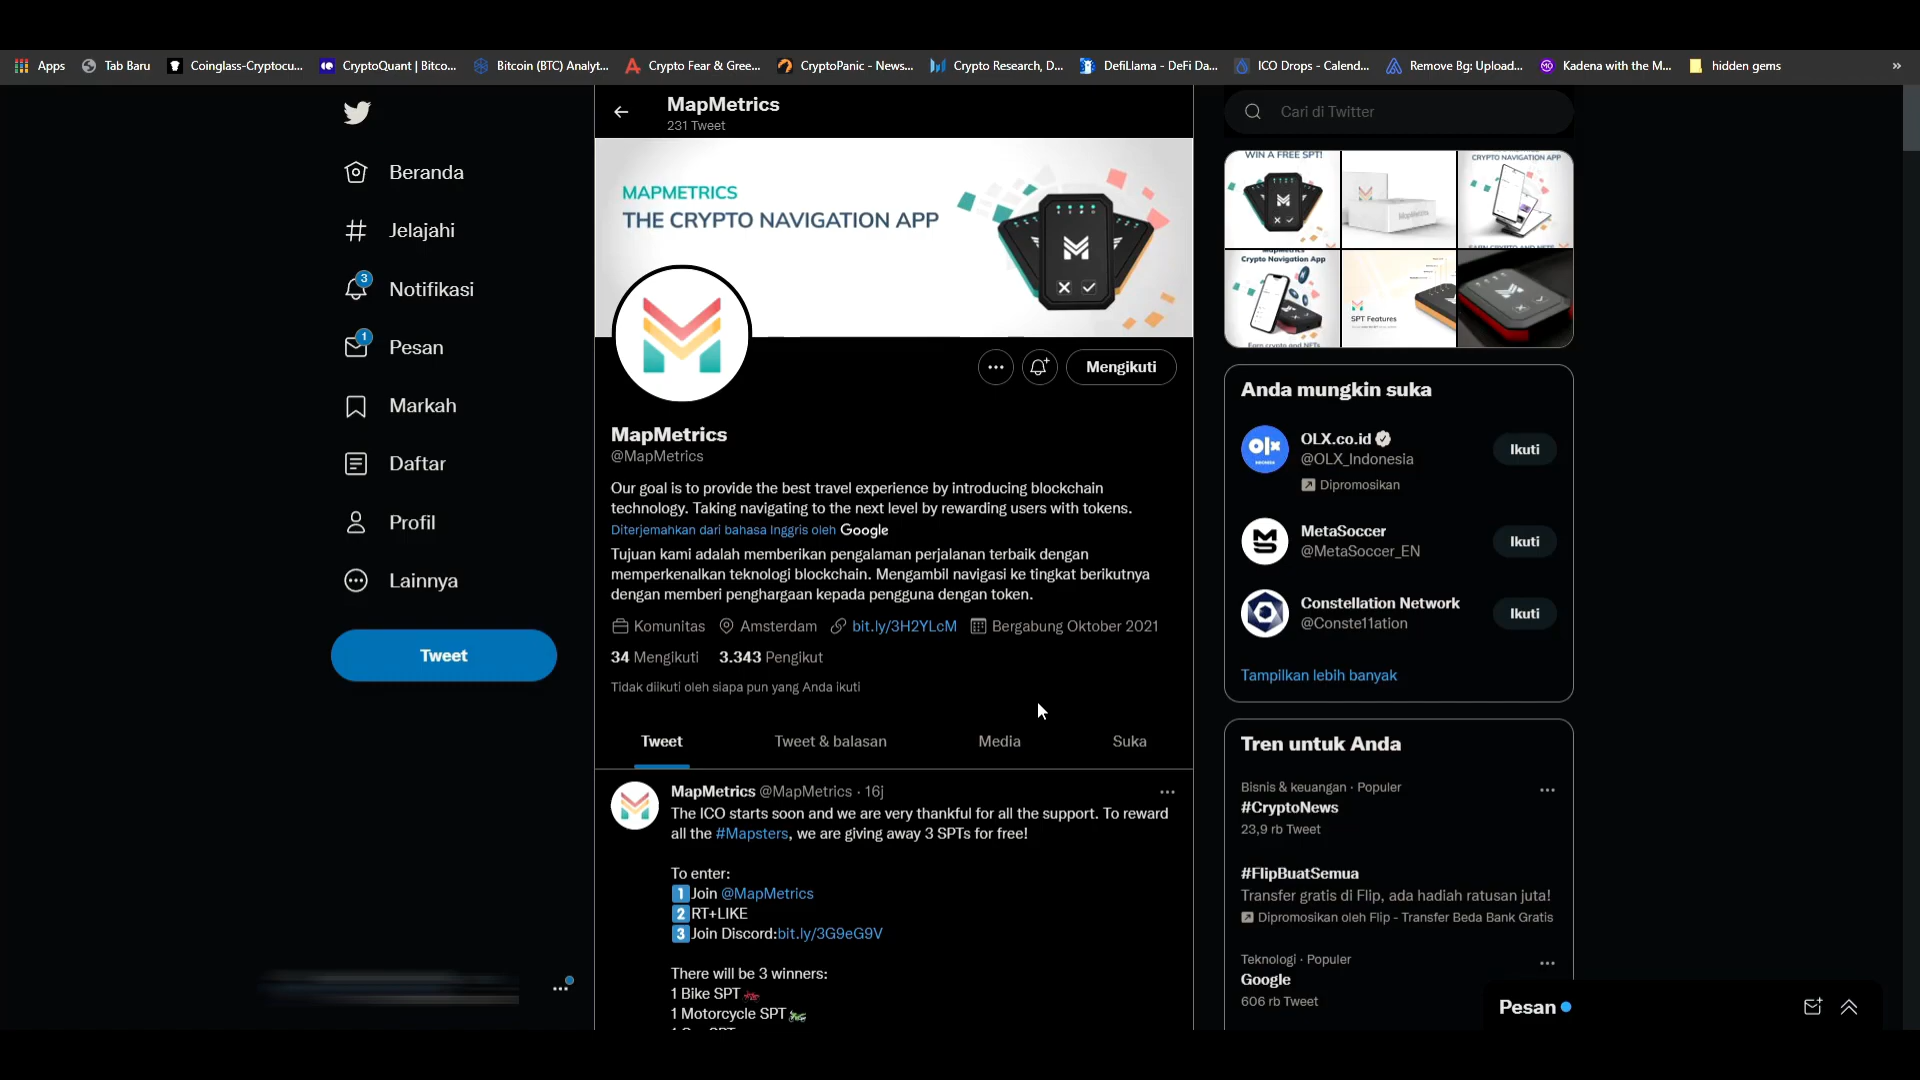 Apps
Tab Baru
Coinglass-Cryptocu...
CryptoQuant | Bitco...
Bitcoin (BTC) Analyt...
Crypto Fear & Gree...
CryptoPanic - News...
Crypto Research, D...
DefiLlama - DeFi Da...
ICO Drops - Calend...
Remove Bg: Upload...
Kadena with the M...
hidden gems
»
Beranda
Jelajahi
3
Notifikasi
1
Pesan
Markah
Daftar
Profil
Lainnya
Tweet
MapMetrics
231 Tweet
MAPMETRICS
THE CRYPTO NAVIGATION APP
Mengikuti
MapMetrics
@MapMetrics
Our goal is to provide the best travel experience by introducing blockchain
technology. Taking navigating to the next level by rewarding users with tokens.
Diterjemahkan dari bahasa Inggris oleh Google
Tujuan kami adalah memberikan pengalaman perjalanan terbaik dengan
memperkenalkan teknologi blockchain. Mengambil navigasi ke tingkat berikutnya
dengan memberi penghargaan kepada pengguna dengan token.
Komunitas Amsterdam bit.ly/3H2YLcM Bergabung Oktober 2021
34 Mengikuti 3.343 Pengikut
Tidak diikuti oleh siapa pun yang Anda ikuti
Tweet
Tweet & balasan
Media
Suka
MapMetrics @MapMetrics · 16j
The ICO starts soon and we are very thankful for all the support. To reward
all the #Mapsters, we are giving away 3 SPTs for free!
To enter:
1 Join @MapMetrics
2 RT+LIKE
3 Join Discord:bit.ly/3G9eG9V
There will be 3 winners:
1 Bike SPT
1 Motorcycle SPT
Cari di Twitter
WIN A FREE SPT!
MapMetrics
CRYPTO NAVIGATION APP
EARN CRYPTO AND NFTS
MapMetrics
Crypto Navigation App
Earn crypto and NFTs
SPT Features
Anda mungkin suka
OLX.co.id
@OLX_Indonesia
Dipromosikan
Ikuti
MetaSoccer
@MetaSoccer_EN
Ikuti
Constellation Network
@Conste11ation
Ikuti
Tampilkan lebih banyak
Tren untuk Anda
Bisnis & keuangan · Populer
#CryptoNews
23,9 rb Tweet
#FlipBuatSemua
Transfer gratis di Flip, ada hadiah ratusan juta!
Dipromosikan oleh Flip - Transfer Beda Bank Gratis
Teknologi · Populer
Google
606 rb Tweet
Pesan